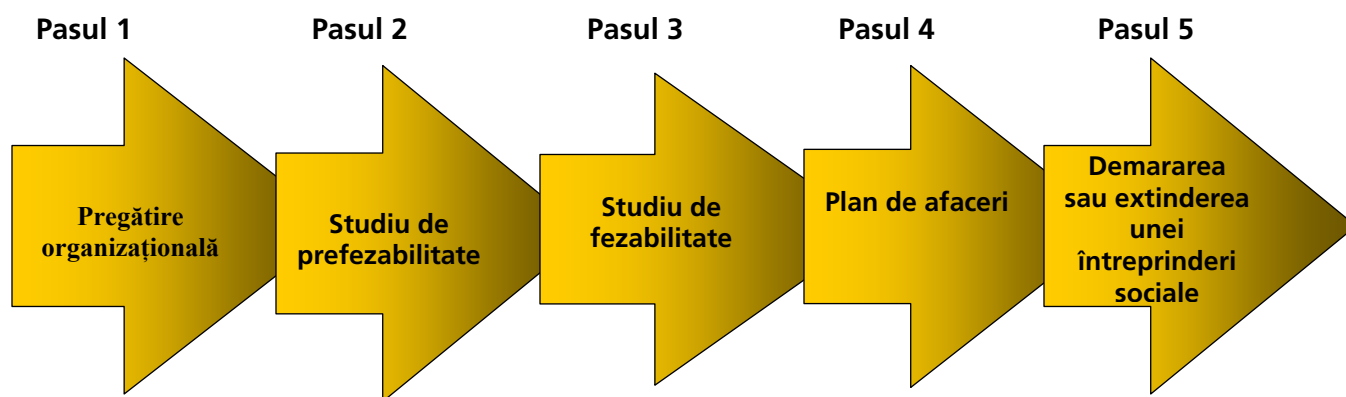 Pasul 1
Pasul 2
Pasul 3
Pasul 4
Pasul 5
Pregătire
organizațională
Studiu de
prefezabilitate
Studiu de
fezabilitate
Plan de afaceri
Demararea
sau extinderea
unei
întreprinderi
sociale